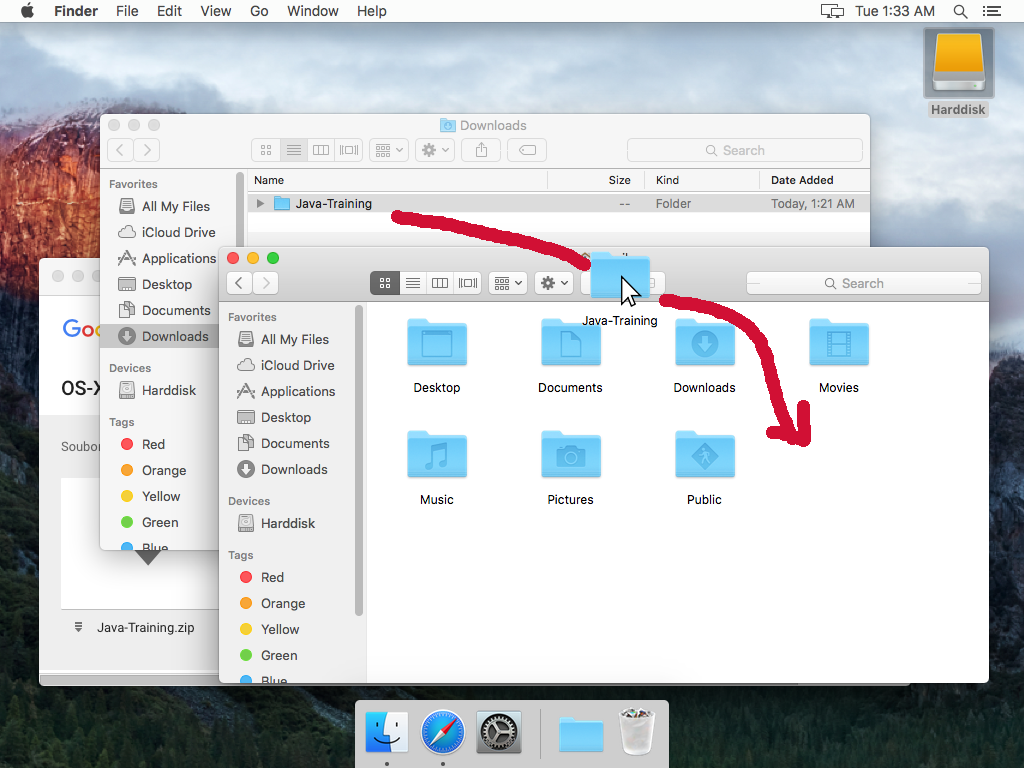 Finder File Edit View Go Window Help Tue 1:33 AM
Harddisk
Downloads
Search
Favorites
All My Files
iCloud Drive
Applications
Desktop
Documents
Downloads
Devices
Harddisk
Tags
Red
Orange
Yellow
Green
Blue
Name Size Kind Date Added
Java-Training -- Folder Today, 1:21 AM
Goo
OS-X
Soubor
Java-Training.zip
Search
Favorites
All My Files
iCloud Drive
Applications
Desktop
Documents
Downloads
Devices
Harddisk
Tags
Red
Orange
Yellow
Green
Blue
Java-Training
Desktop Documents Downloads Movies
Music Pictures Public